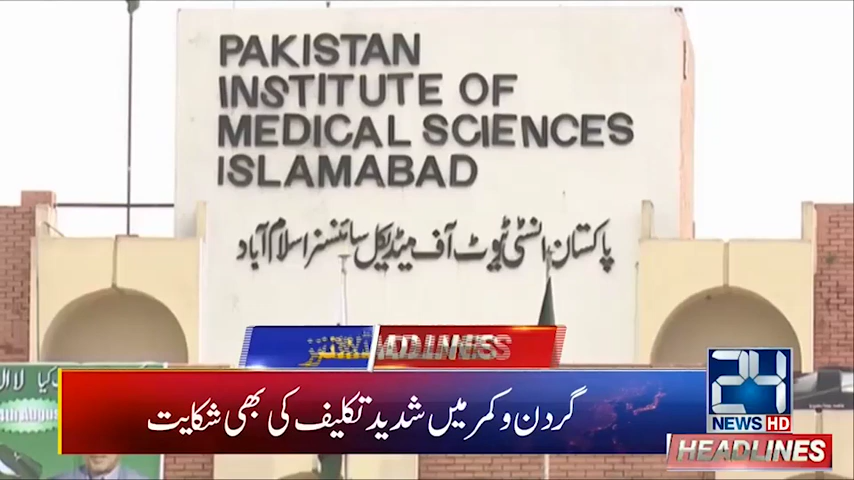 PAKISTAN
INSTITUTE OF
MEDICAL SCIENCES
ISLAMABAD
پاکستان انسٹی ٹیوٹ آف میڈیکل سائنسز اسلام آباد
گردن و کمر میں شدید تکلیف کی بھی شکایت
24
NEWS HD
HEADLINES